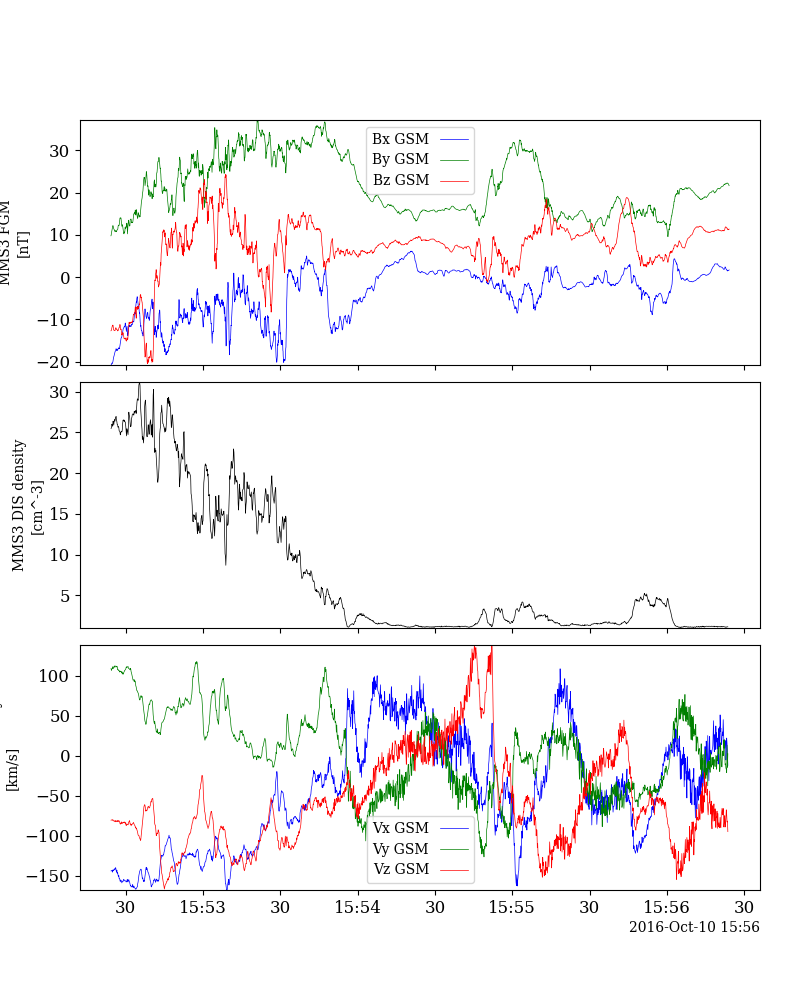 MMS3 FGM
[nT]
30
20
10
0
−10
−20
Bx GSM
By GSM
Bz GSM
MMS3 DIS density
[cm^-3]
30
25
20
15
10
5
[km/s]
100
50
0
−50
−100
−150
Vx GSM
Vy GSM
Vz GSM
30
15:53
30
15:54
30
15:55
30
15:56
30
2016-Oct-10 15:56